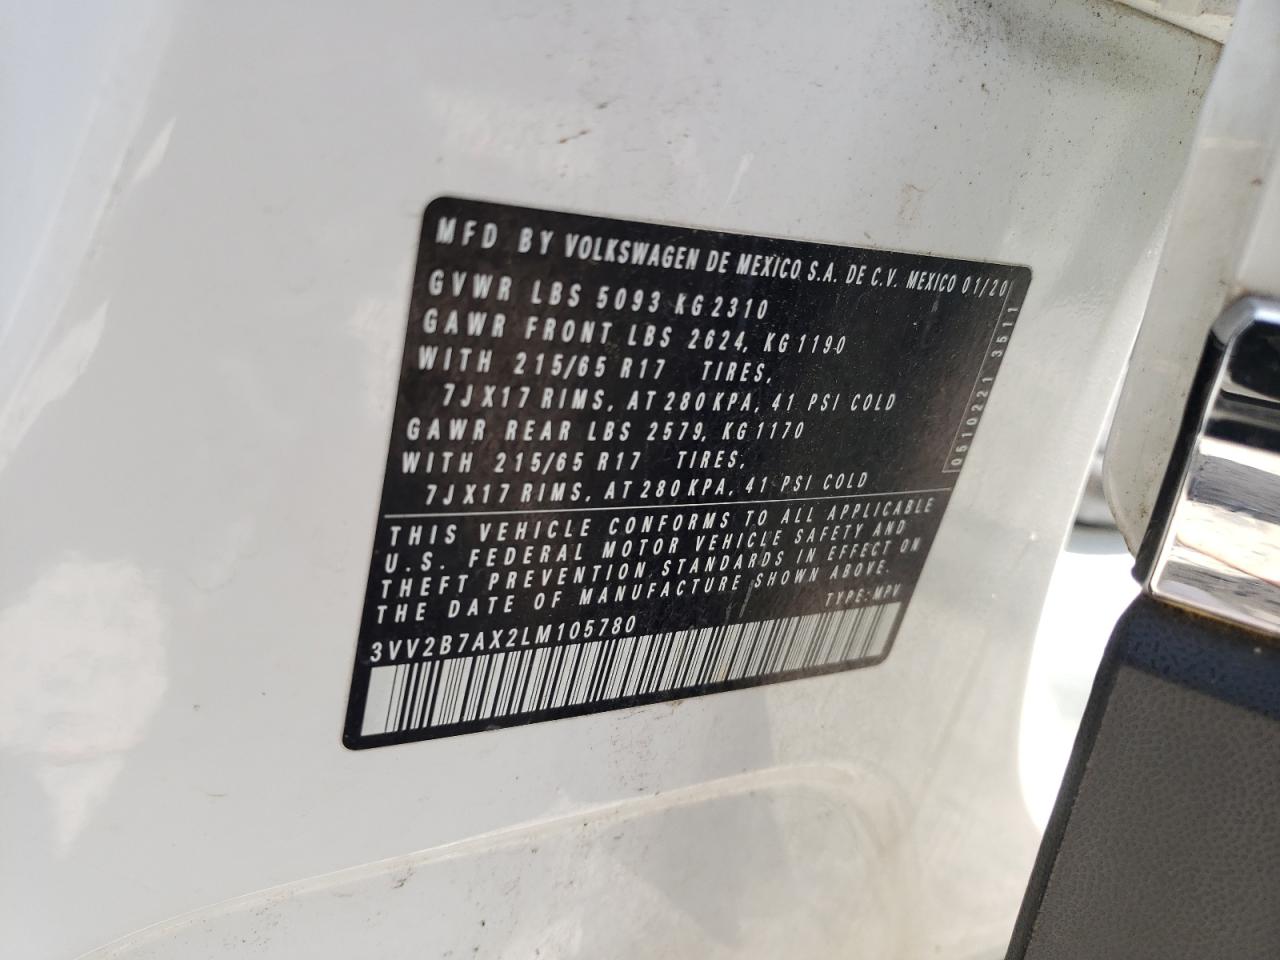 MFD BY VOLKSWAGEN DE MEXICO S.A. DE C.V. MEXICO 01/20
GVWR LBS 5093 KG 2310
GAWR FRONT LBS 2624, KG 1190
WITH 215/65 R17 TIRES,
7JX17 RIMS, AT 280 KPA, 41 PSI COLD
GAWR REAR LBS 2579, KG 1170
WITH 215/65 R17 TIRES,
7JX17 RIMS, AT 280 KPA, 41 PSI COLD
0510221 3511
THIS VEHICLE CONFORMS TO ALL APPLICABLE
U.S. FEDERAL MOTOR VEHICLE SAFETY AND
THEFT PREVENTION STANDARDS IN EFFECT ON
THE DATE OF MANUFACTURE SHOWN ABOVE.
TYPE: MPV
3VV2B7AX2LM105780